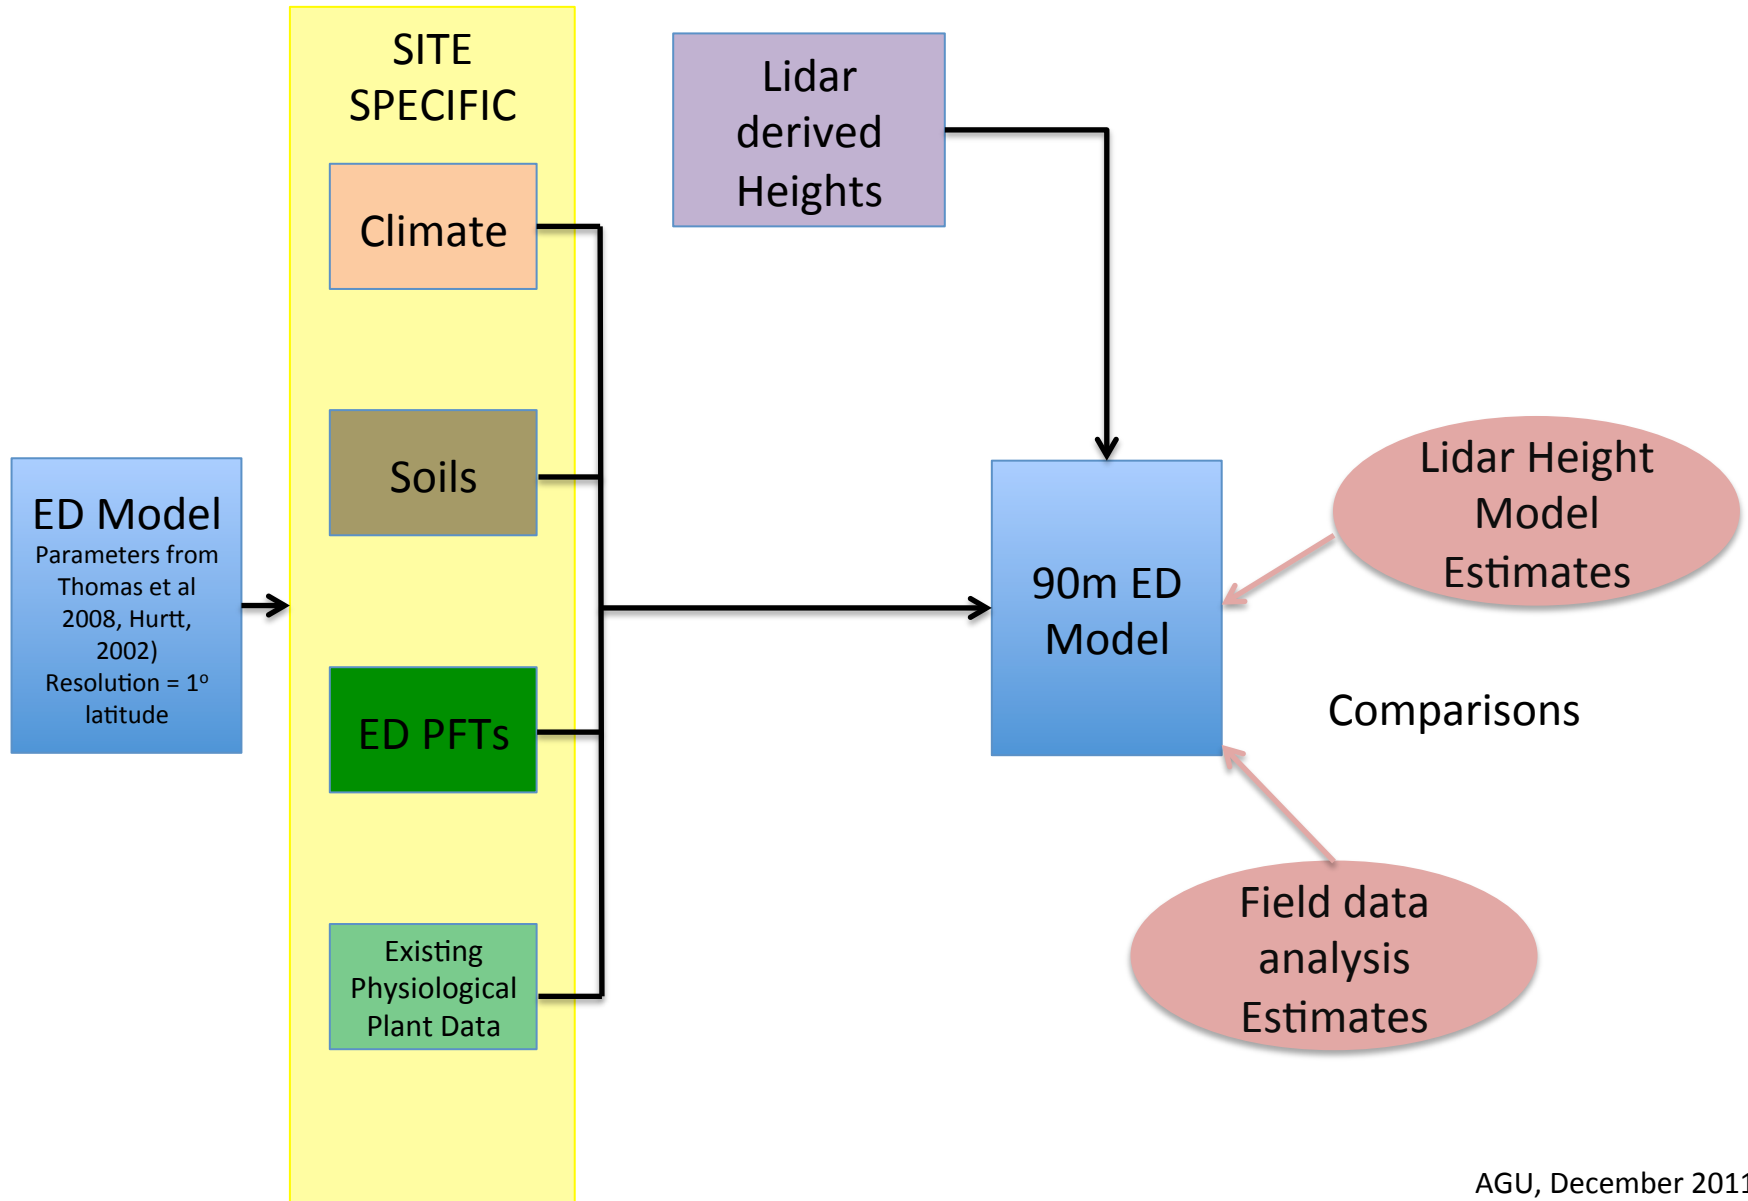 SITE
SPECIFIC
Climate
Soils
ED PFTs
Existing
Physiological
Plant Data
ED Model
Parameters from
Thomas et al
2008, Hurtt,
2002)
Resolution = 1o
latitude
Lidar
derived
Heights
90m ED
Model
Lidar Height
Model
Estimates
Comparisons
Field data
analysis
Estimates
AGU, December 2011